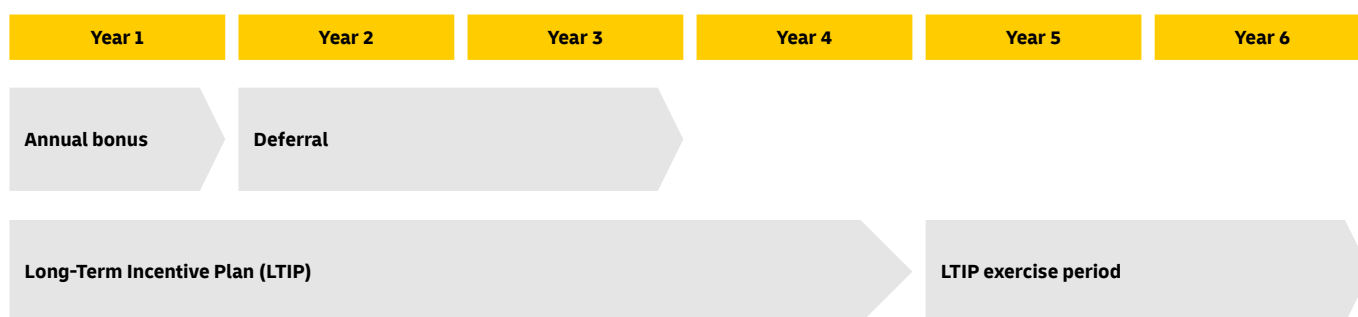 Year 1
Year 2
Year 3
Year 4
Year 5
Year 6
Annual bonus
Deferral
Long-Term Incentive Plan (LTIP)
LTIP exercise period